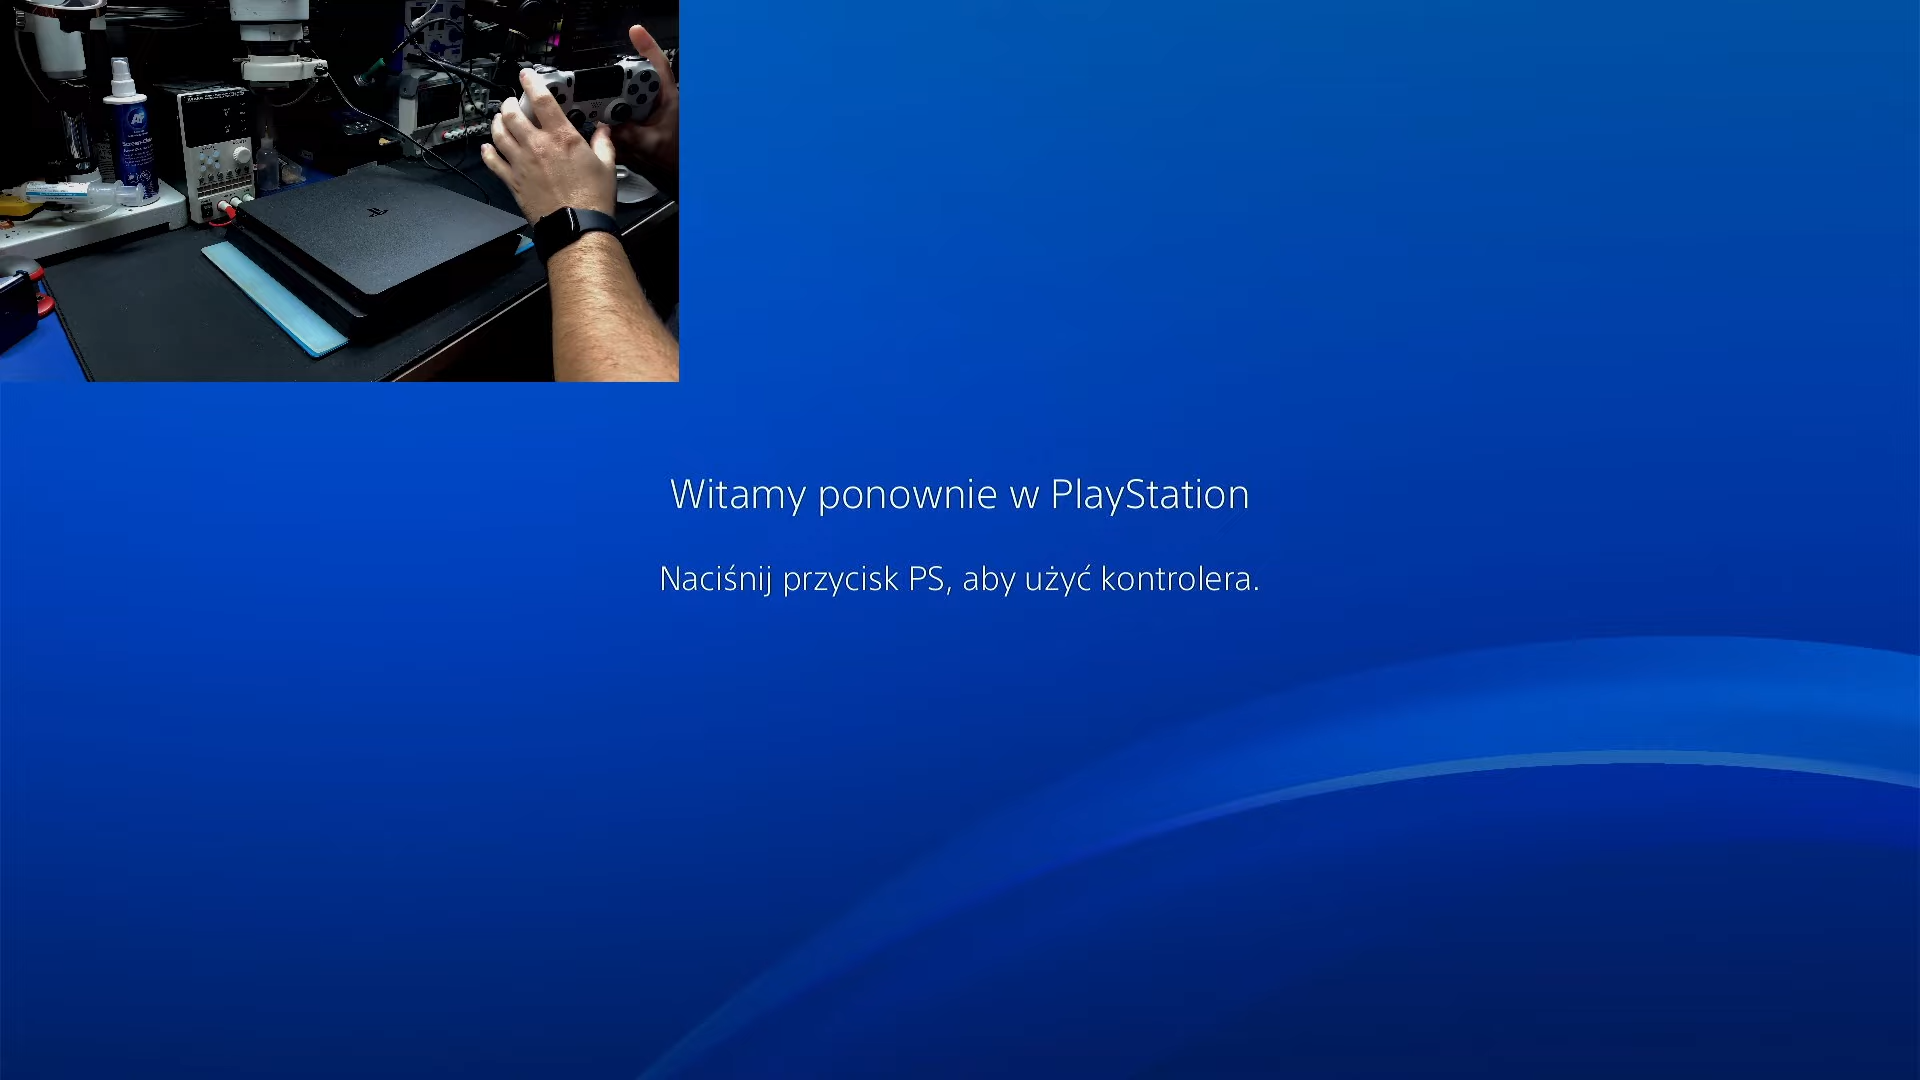 Witamy ponownie w PlayStation
Naciśnij przycisk PS, aby użyć kontrolera.